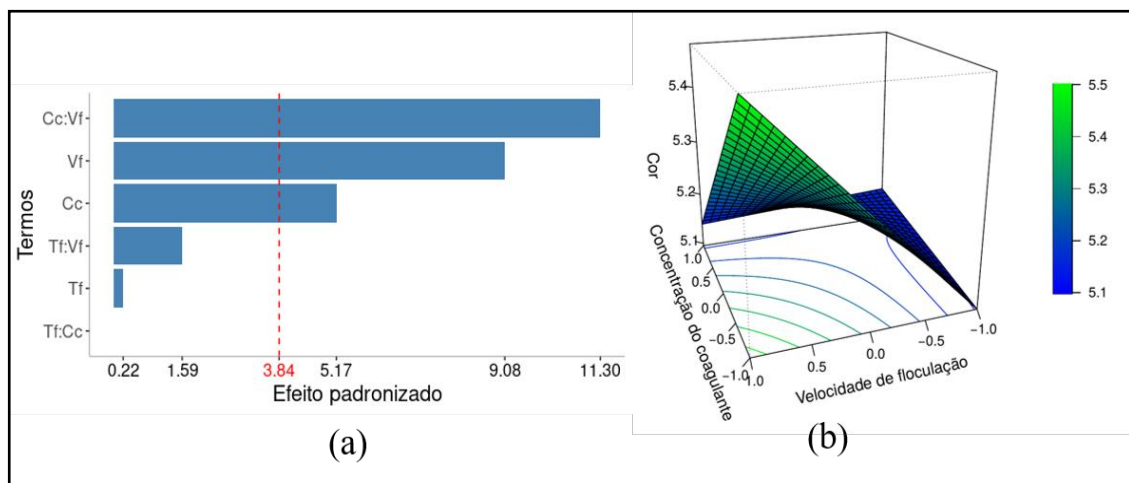 Termos
Cc:Vf
Vf
Cc
Tf:Vf
Tf
Tf:Cc
0.22 1.59 3.84 5.17 9.08 11.30
Efeito padronizado
(a)
Cor
5.4
5.3
5.2
5.1
Concentração do coagulante
1.0
0.5
0.0
−0.5
−1.0
Velocidade de floculação
1.0
0.5
0.0
−0.5
−1.0
5.5
5.4
5.3
5.2
5.1
(b)